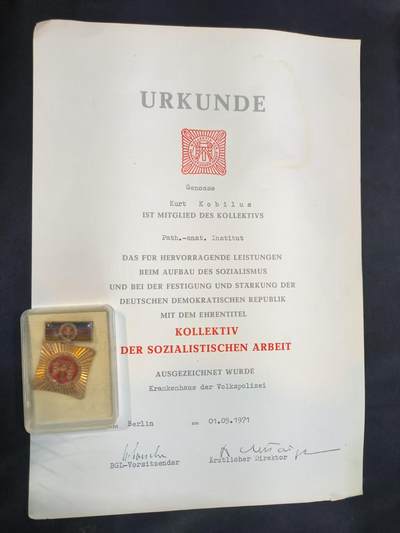 URKUNDE
Genosse
Kurt Kobilus
IST MITGLIED DES KOLLEKTIVS
Path.-anat. Institut
DAS FÜR HERVORRAGENDE LEISTUNGEN
BEIM AUFBAU DES SOZIALISMUS
UND BEI DER FESTIGUNG UND STÄRKUNG DER
DEUTSCHEN DEMOKRATISCHEN REPUBLIK
MIT DEM EHRENTITEL
KOLLEKTIV
DER SOZIALISTISCHEN ARBEIT
AUSGEZEICHNET WURDE
Krankenhaus der Volkspolizei
Berlin am 01.09.1971
BGL-Vorsitzender Ärztlicher Direktor